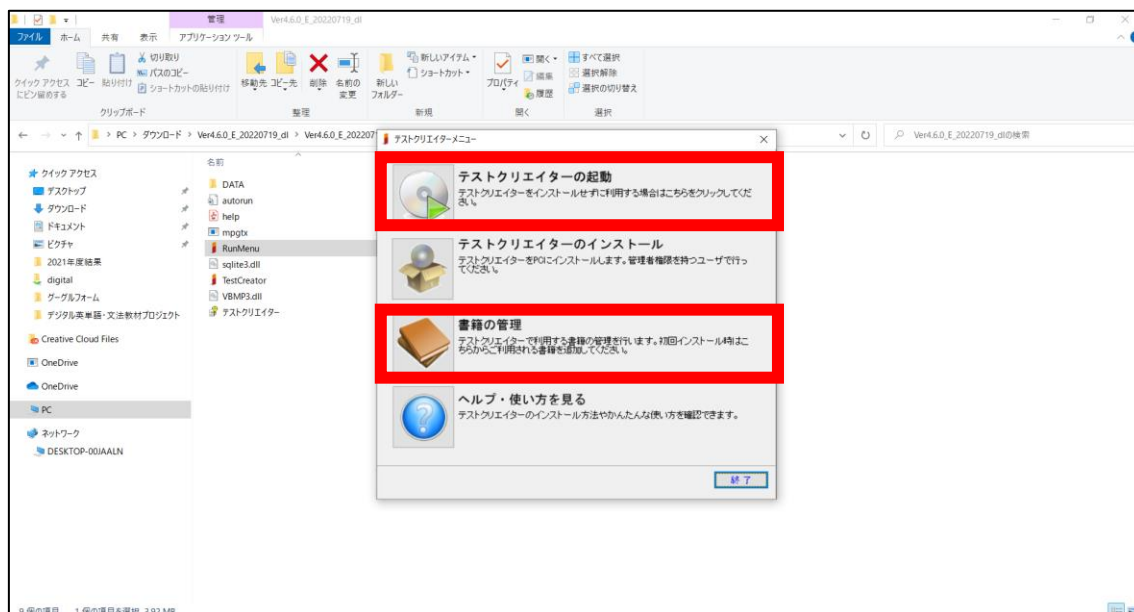 管理
Ver4.6.0_E_20220719_dl
ファイル ホーム 共有 表示 アプリケーション ツール
クイック アクセス
にピン留めする
コピー
貼り付け
切り取り
パスのコピー
ショートカットの貼り付け
クリップボード
移動先
コピー先
削除
名前の
変更
整理
新しい
フォルダー
新しいアイテム
ショートカット
新規
プロパティ
開く
編集
履歴
開く
すべて選択
選択解除
選択の切り替え
選択
PC > ダウンロード > Ver4.6.0_E_20220719_dl > Ver4.6.0_E_202207
Ver4.6.0_E_20220719_dlの検索
クイック アクセス
デスクトップ
ダウンロード
ドキュメント
ピクチャ
2021年度結果
digital
グーグルフォーム
デジタル英単語・文法教材プロジェクト
Creative Cloud Files
OneDrive
OneDrive
PC
ネットワーク
DESKTOP-00JAALN
名前
DATA
autorun
help
mpgtx
RunMenu
sqlite3.dll
TestCreator
VBMP3.dll
テストクリエイター
テストクリエイターメニュー
テストクリエイターの起動
テストクリエイターをインストールせずに利用する場合はこちらをクリックしてくだ
さい。
テストクリエイターのインストール
テストクリエイターをPCにインストールします。管理者権限を持つユーザで行っ
てください。
書籍の管理
テストクリエイターで利用する書籍の管理を行います。初回インストール時はこ
ちらからご利用される書籍を追加してください。
ヘルプ・使い方を見る
テストクリエイターのインストール方法やかんたんな使い方を確認できます。
終了
9 個の項目 1 個の項目を選択 3.92 MB